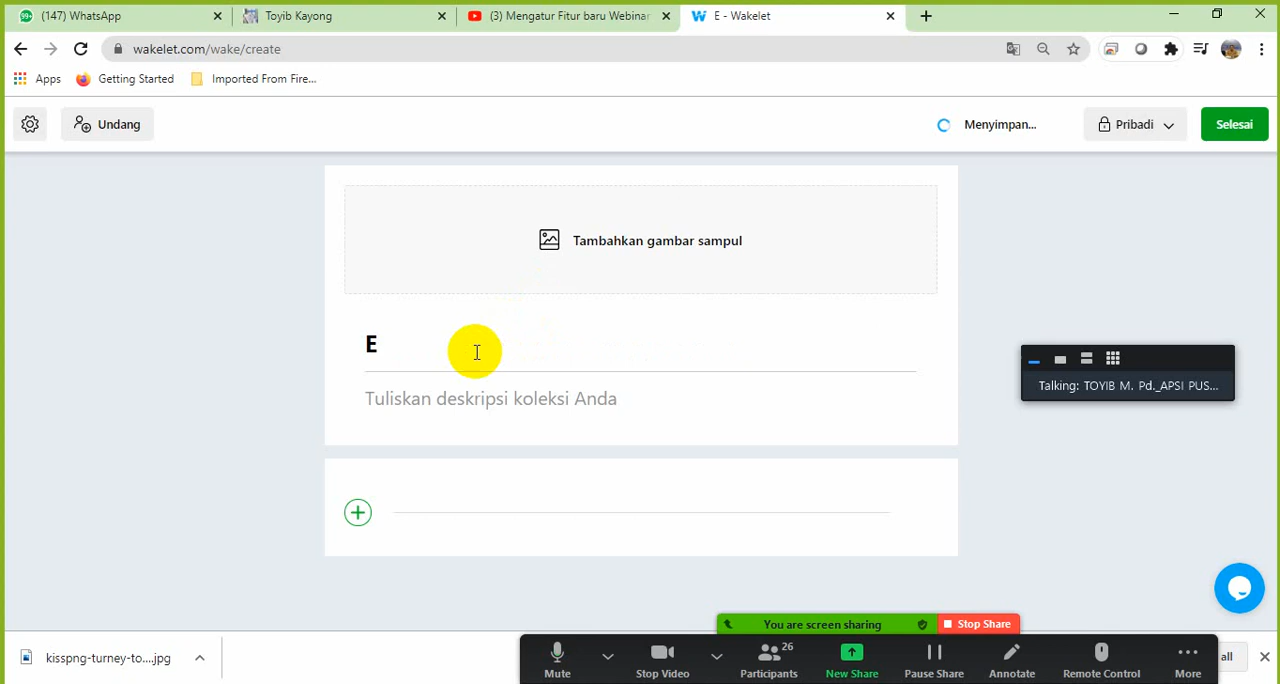 99+ (147) WhatsApp
Toyib Kayong
(3) Mengatur Fitur baru Webinar
E - Wakelet
wakelet.com/wake/create
Apps
Getting Started
Imported From Fire...
Undang
Menyimpan...
Pribadi
Selesai
Tambahkan gambar sampul
E
Tuliskan deskripsi koleksi Anda
Talking: TOYIB M. Pd._APSI PUS...
You are screen sharing
Stop Share
kisspng-turney-to....jpg
Mute
Stop Video
26
Participants
New Share
Pause Share
Annotate
Remote Control
More
all